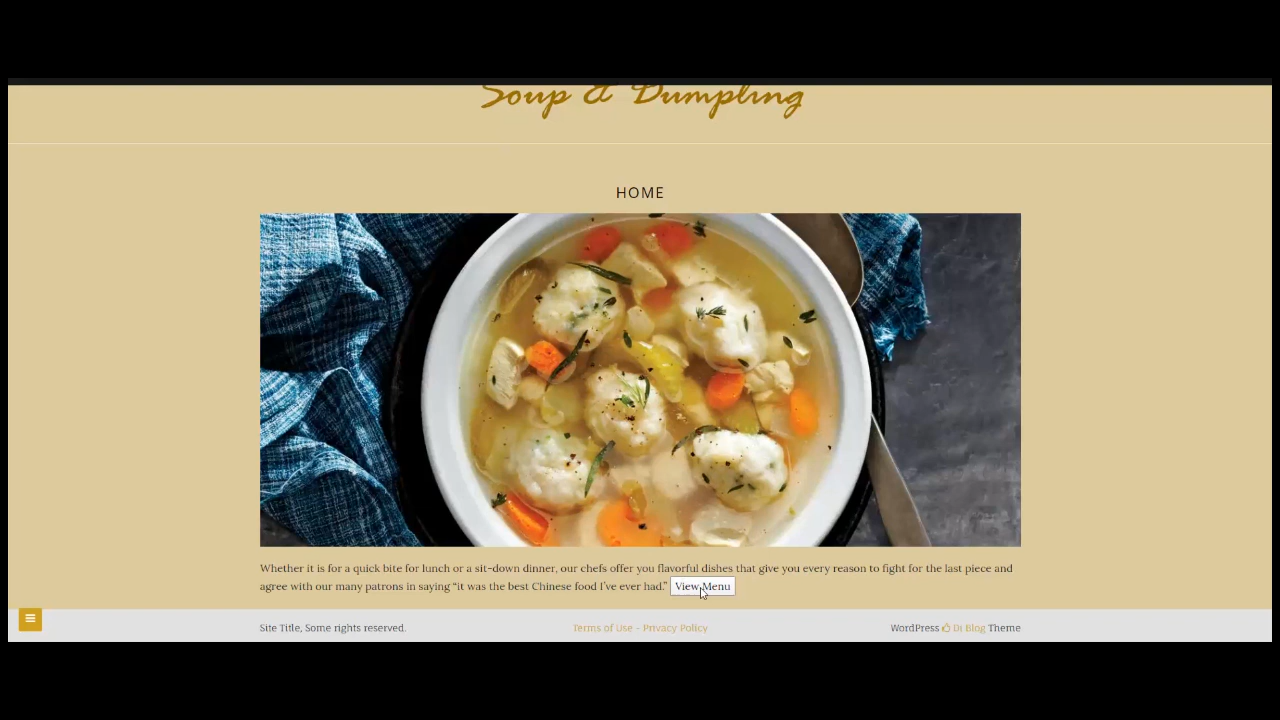 Soup & Dumpling
HOME
Whether it is for a quick bite for lunch or a sit-down dinner, our chefs offer you flavorful dishes that give you every reason to fight for the last piece and
agree with our many patrons in saying “it was the best Chinese food I’ve ever had.” View Menu
Site Title, Some rights reserved. Terms of Use - Privacy Policy WordPress Di Blog Theme